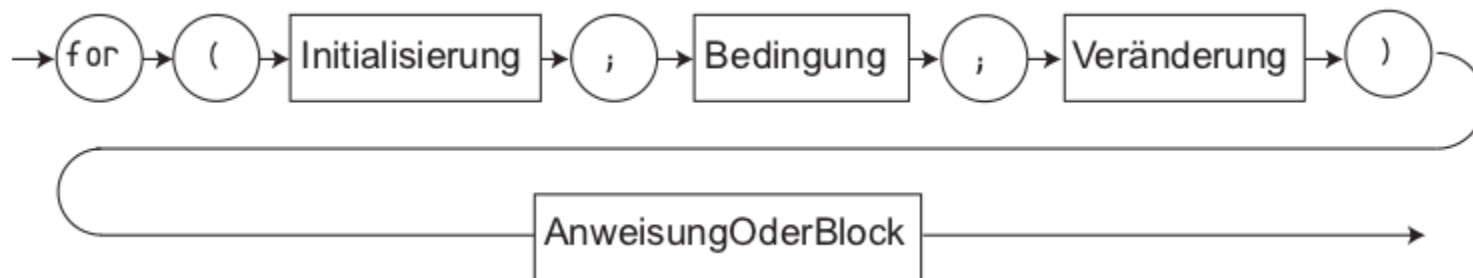 for ( Initialisierung ; Bedingung ; Veränderung )
AnweisungOderBlock